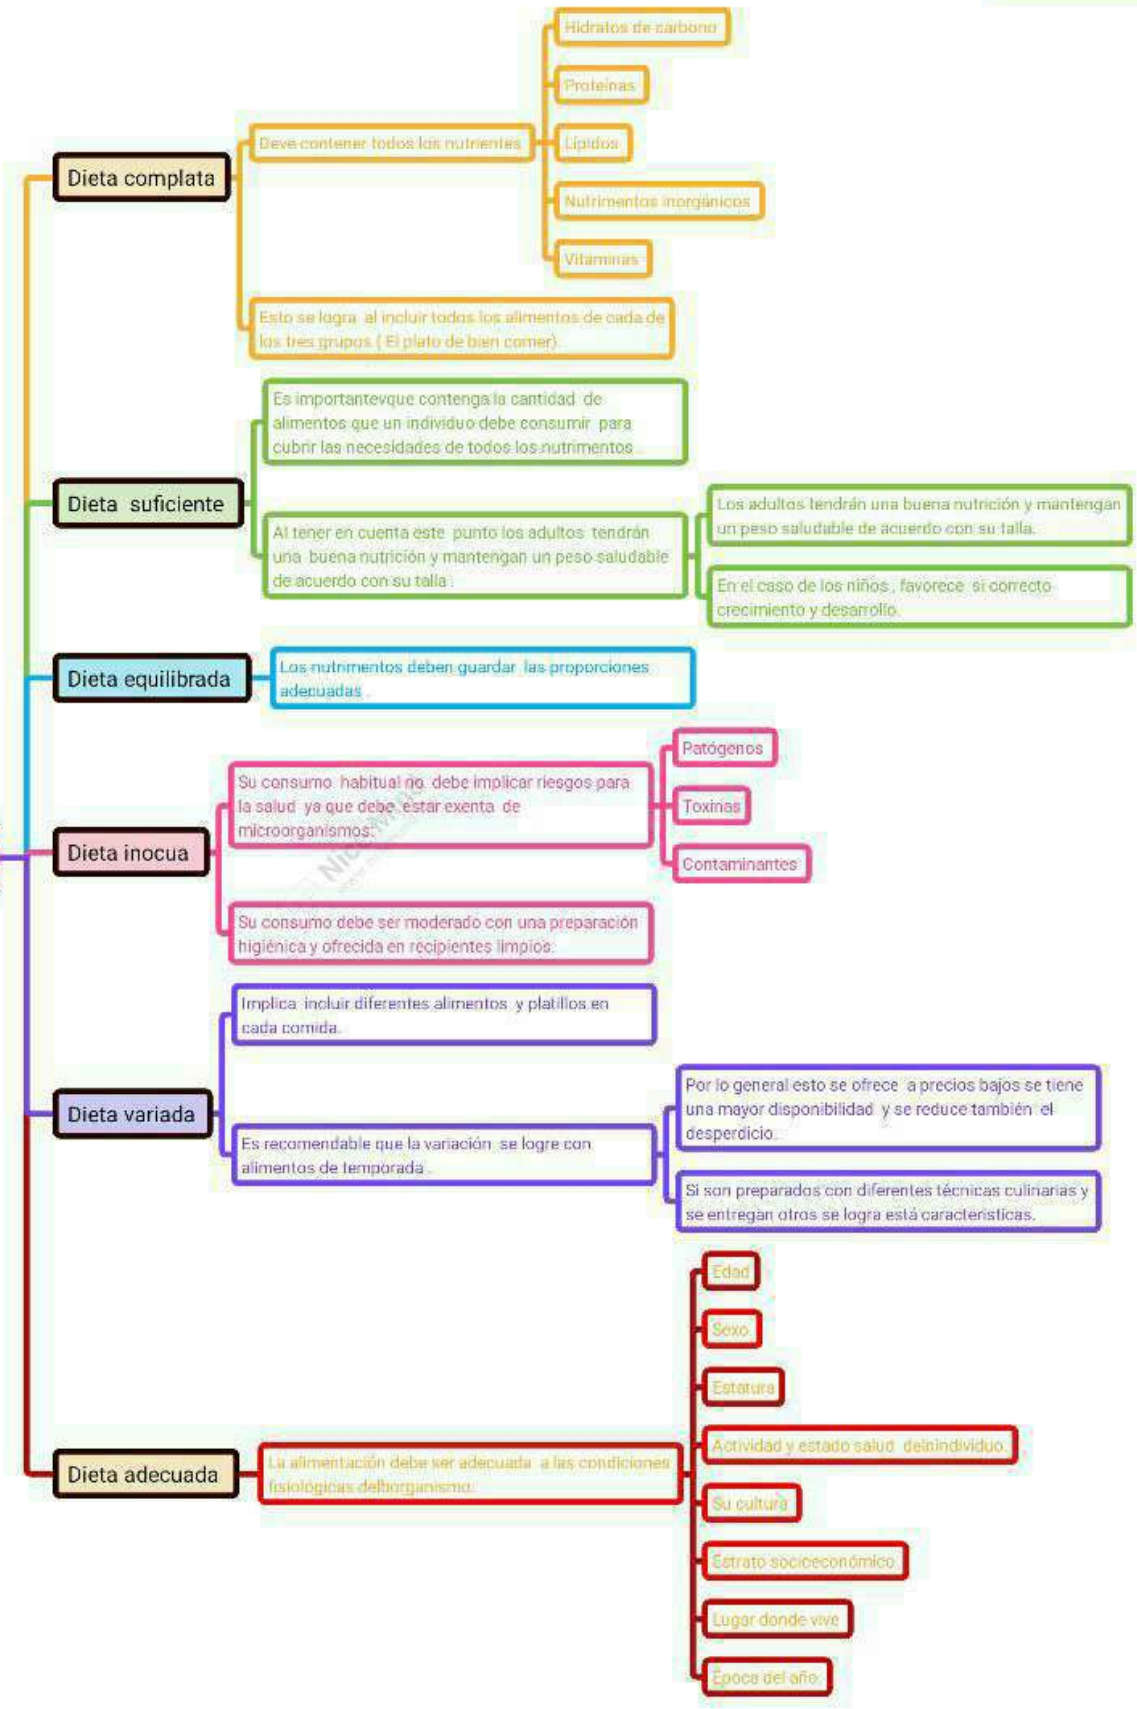 Hidratos de carbono
Proteínas
Deve contener todos los nutrientes
Lípidos
Dieta complata
Nutrimentos inorgánicos
Vitaminas
Esto se logra al incluir todos los alimentos de cada de
los tres grupos ( El plato de bien comer).
Es importantevque contenga la cantidad de
alimentos que un individuo debe consumir para
cubrir las necesidades de todos los nutrimentos .
Dieta suficiente
Al tener en cuenta este punto los adultos tendrán
una buena nutrición y mantengan un peso saludable
de acuerdo con su talla .
Los adultos tendrán una buena nutrición y mantengan
un peso saludable de acuerdo con su talla.
En el caso de los niños , favorece si correcto
crecimiento y desarrollo.
Dieta equilibrada
Los nutrimentos deben guardar las proporciones
adecuadas .
Dieta inocua
Su consumo habitual no debe implicar riesgos para
la salud ya que debe estar exenta de
microorganismos:
Patógenos
Toxinas
Contaminantes
Su consumo debe ser moderado con una preparación
higiénica y ofrecida en recipientes limpios.
Dieta variada
Implica incluir diferentes alimentos y platillos en
cada comida.
Es recomendable que la variación se logre con
alimentos de temporada .
Por lo general esto se ofrece a precios bajos se tiene
una mayor disponibilidad y se reduce también el
desperdicio.
Si son preparados con diferentes técnicas culinarias y
se entregan otros se logra está características.
Dieta adecuada
La alimentación debe ser adecuada a las condiciones
fisiológicas delborganismo:
Edad
Sexo
Estatura
Actividad y estado salud delnindividuo.
Su cultura
Estrato socioeconómico
Lugar donde vive
Época del año.